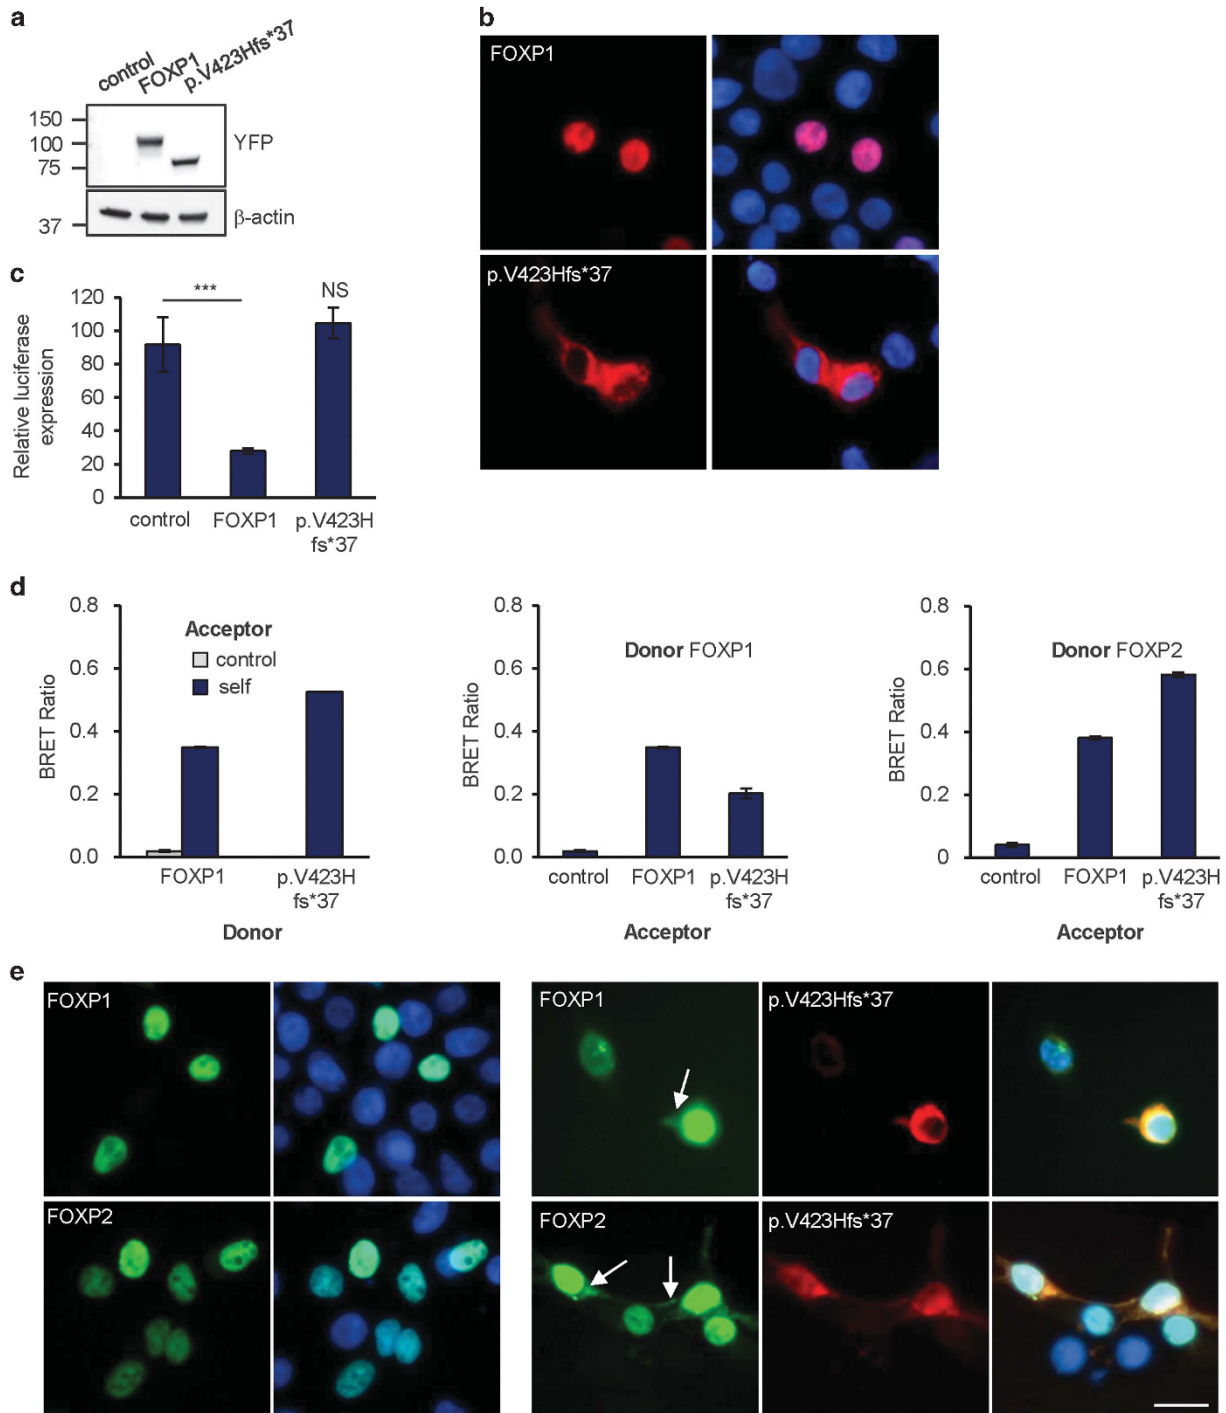 a
control
FOXP1
p.V423Hfs*37
150
100
75
YFP
37
β-actin
b
FOXP1
p.V423Hfs*37
c
Relative luciferase
expression
120
100
80
60
40
20
0
***
NS
control
FOXP1
p.V423H
fs*37
d
BRET Ratio
0.8
0.6
0.4
0.2
0.0
Acceptor
control
self
FOXP1
p.V423H
fs*37
Donor
BRET Ratio
0.8
0.6
0.4
0.2
0.0
Donor FOXP1
control
FOXP1
p.V423H
fs*37
Acceptor
BRET Ratio
0.8
0.6
0.4
0.2
0
Donor FOXP2
control
FOXP1
p.V423H
fs*37
Acceptor
e
FOXP1
FOXP1
p.V423Hfs*37
FOXP2
FOXP2
p.V423Hfs*37